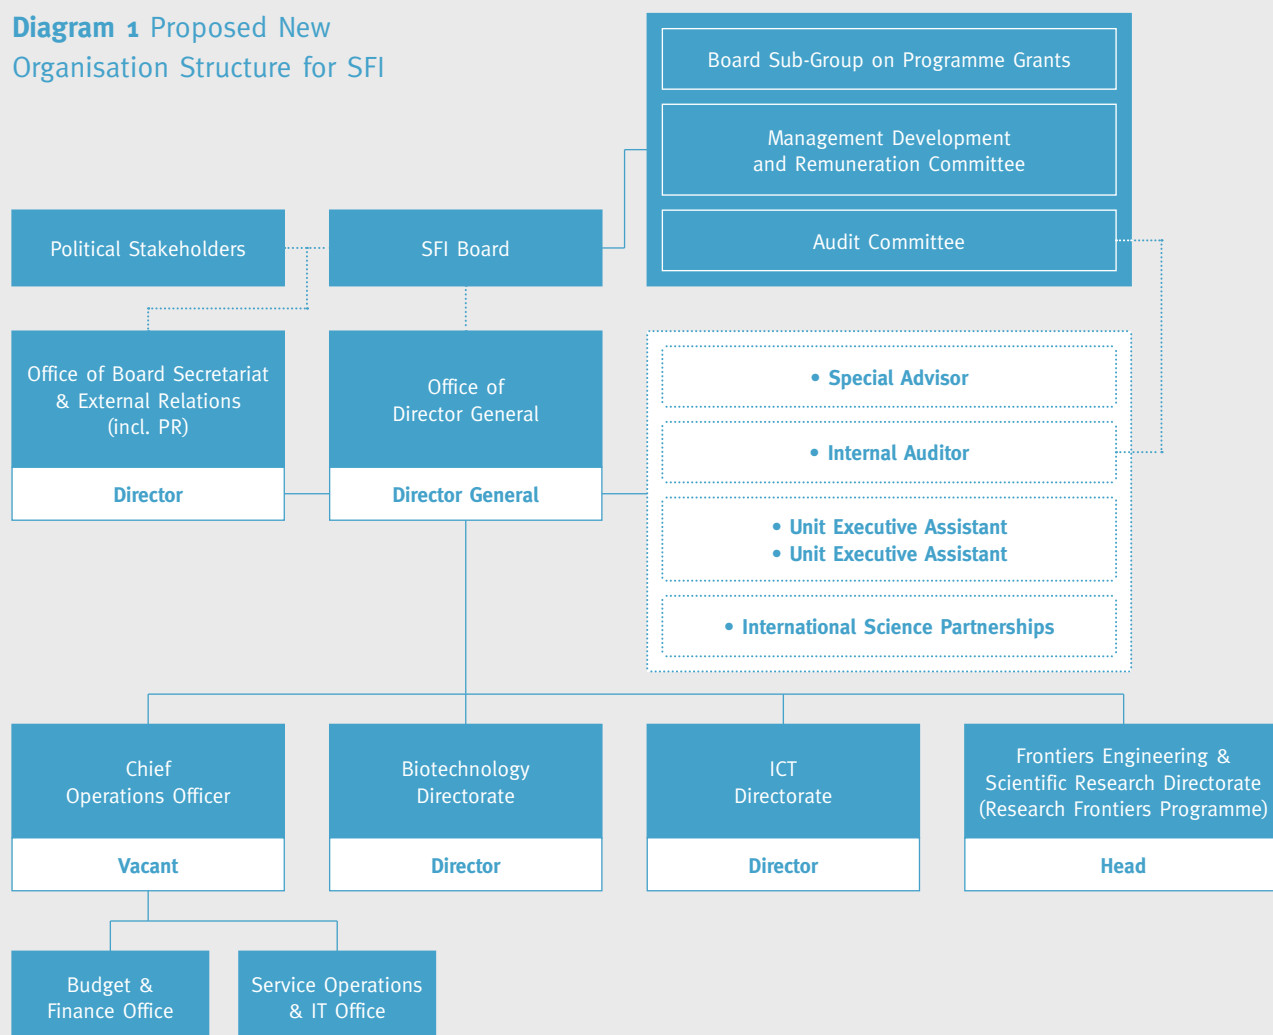 Diagram 1 Proposed New
Organisation Structure for SFI
Board Sub-Group on Programme Grants
Management Development
and Remuneration Committee
Audit Committee
Political Stakeholders
SFI Board
Office of Board Secretariat
& External Relations
(incl. PR)
Director
Office of
Director General
Director General
• Special Advisor
• Internal Auditor
• Unit Executive Assistant
• Unit Executive Assistant
• International Science Partnerships
Chief
Operations Officer
Vacant
Biotechnology
Directorate
Director
ICT
Directorate
Director
Frontiers Engineering &
Scientific Research Directorate
(Research Frontiers Programme)
Head
Budget &
Finance Office
Service Operations
& IT Office